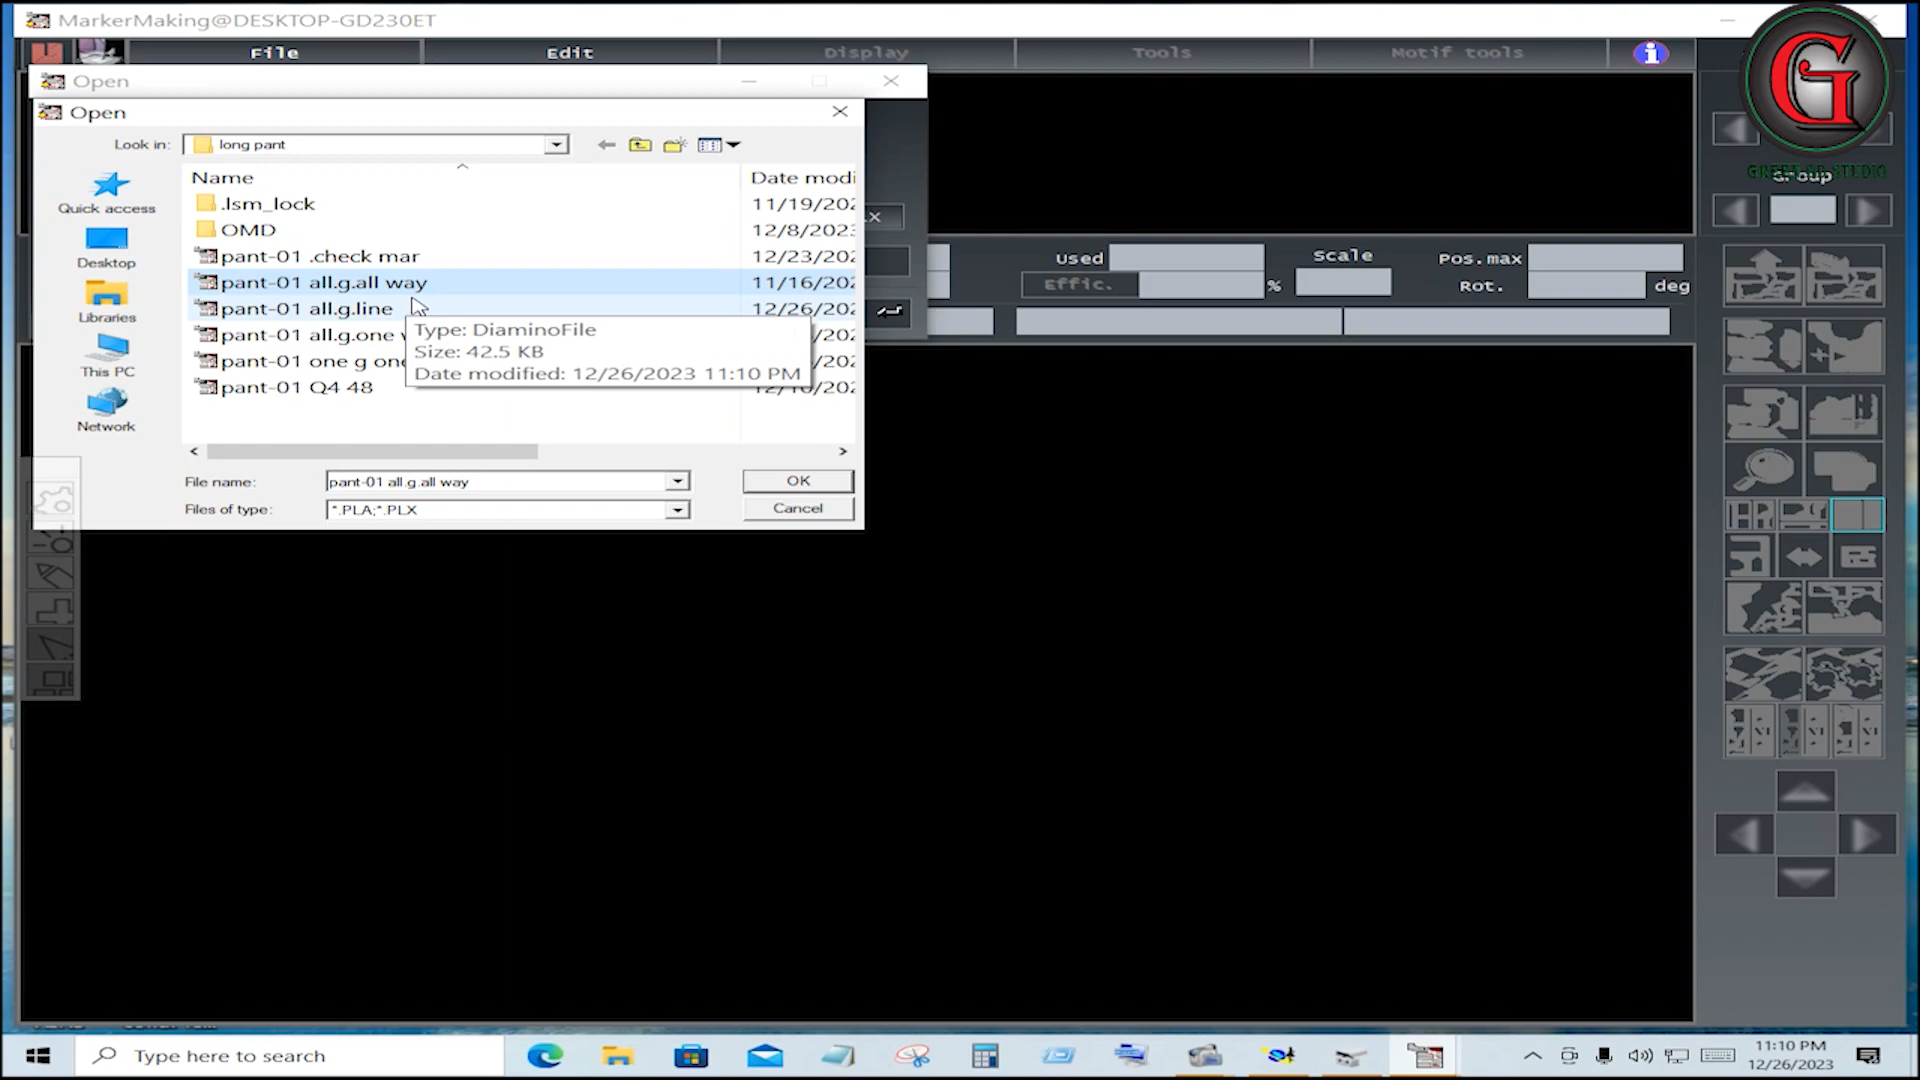 MarkerMaking@DESKTOP-GD230ET
File Edit Display Tools Motif tools
G
Open
Open
Look in: long pant
Name Date modi
.lsm_lock 11/19/202
OMD 12/8/2023
pant-01 .check mar 12/23/202
pant-01 all.g.all way 11/16/202
pant-01 all.g.line 12/26/202
pant-01 all.g.one
pant-01 one g one
pant-01 Q4 48
Type: DiaminoFile
Size: 42.5 KB
Date modified: 12/26/2023 11:10 PM
Quick access
Desktop
Libraries
This PC
Network
File name: pant-01 all.g.all way OK
Files of type: *.PLA;*.PLX Cancel
Group
Used Scale Pos.max
Effic. % Rot. deg
Type here to search
11:10 PM
12/26/2023